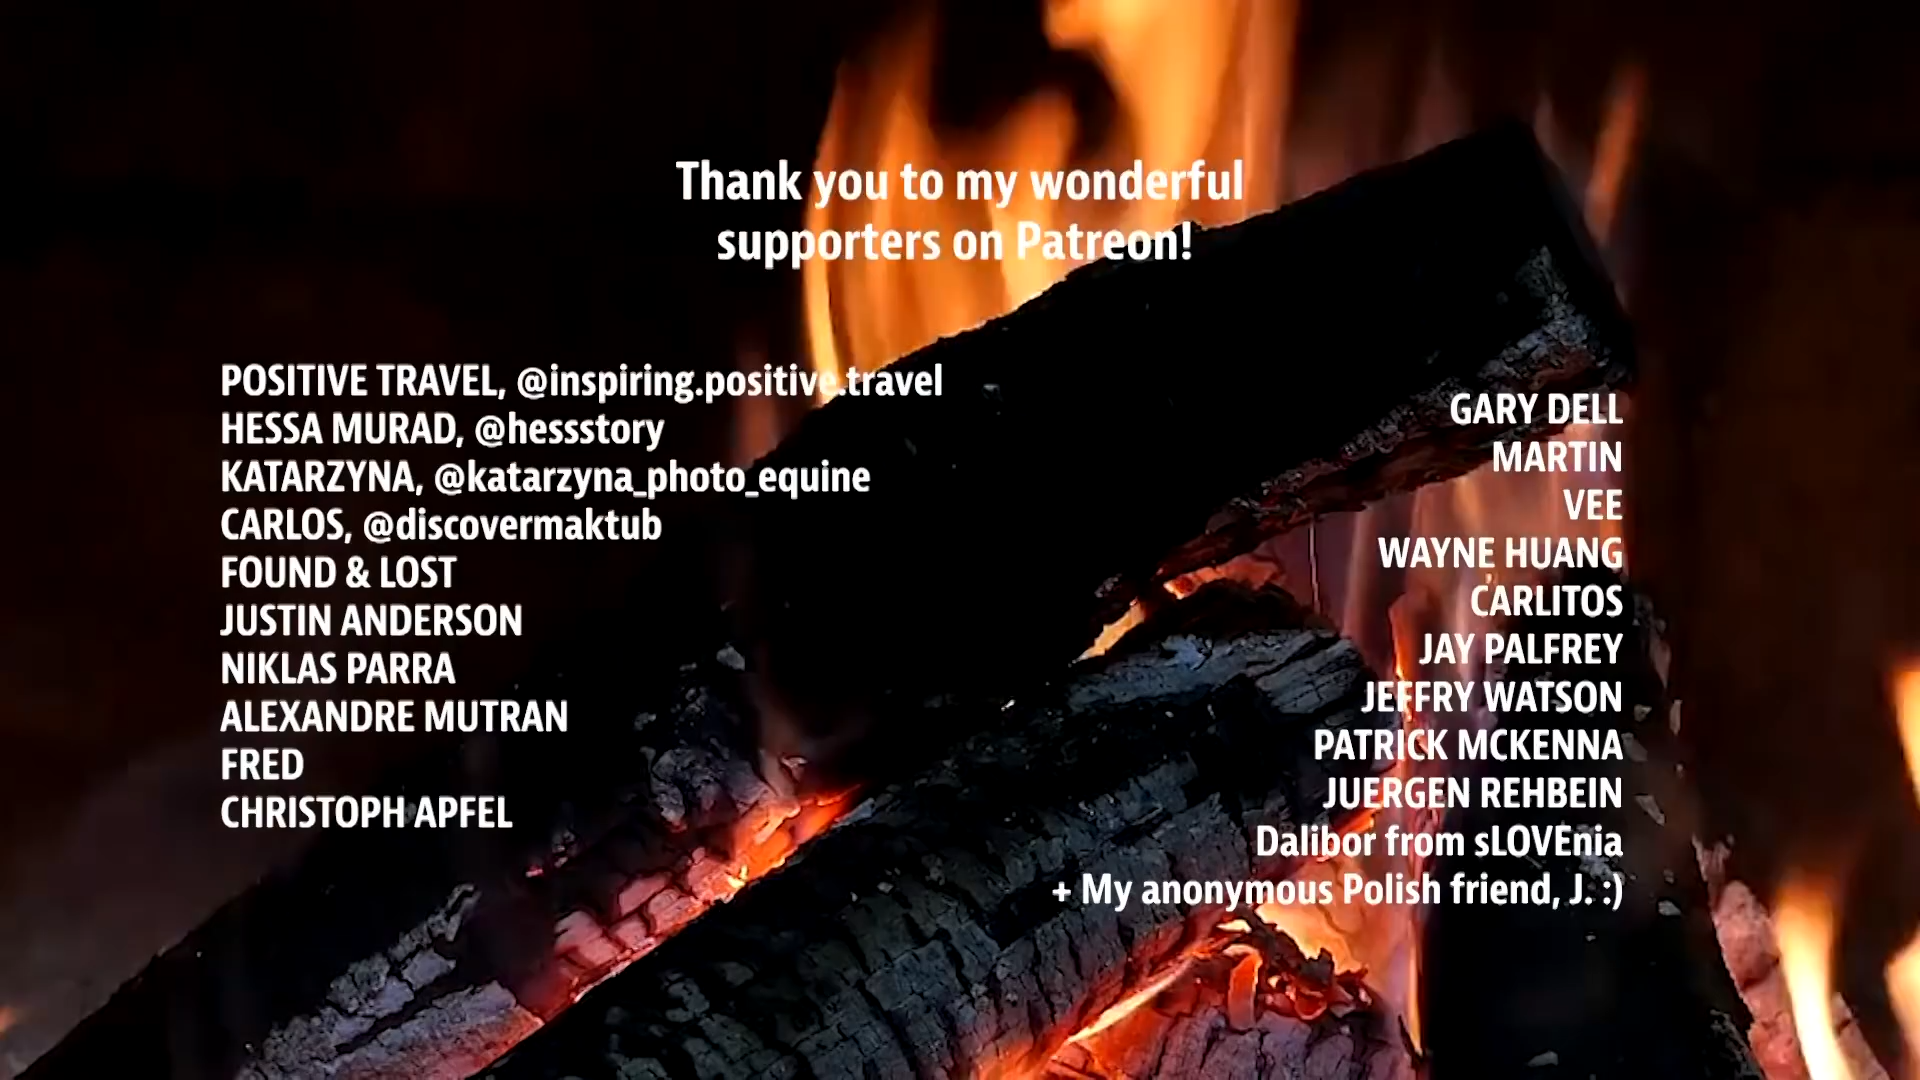 Thank you to my wonderful
supporters on Patreon!
POSITIVE TRAVEL, @inspiring.positive.travel
HESSA MURAD, @hessstory
KATARZYNA, @katarzyna_photo_equine
CARLOS, @discovermaktub
FOUND & LOST
JUSTIN ANDERSON
NIKLAS PARRA
ALEXANDRE MUTRAN
FRED
CHRISTOPH APFEL
GARY DELL
MARTIN
VEE
WAYNE HUANG
CARLITOS
JAY PALFREY
JEFFRY WATSON
PATRICK MCKENNA
JUERGEN REHBEIN
Dalibor from sLOVEnia
+ My anonymous Polish friend, J. :)